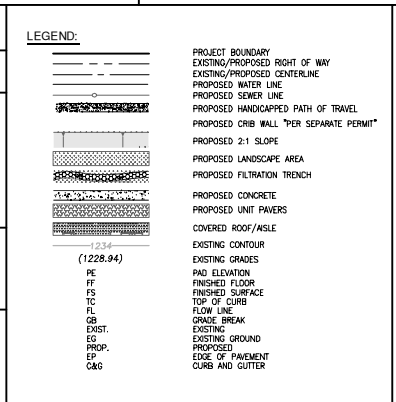 LEGEND:
PROJECT BOUNDARY
EXISTING/PROPOSED RIGHT OF WAY
EXISTING/PROPOSED CENTERLINE
PROPOSED WATER LINE
PROPOSED SEWER LINE
PROPOSED HANDICAPPED PATH OF TRAVEL
PROPOSED CRIB WALL "PER SEPARATE PERMIT"
PROPOSED 2:1 SLOPE
PROPOSED LANDSCAPE AREA
PROPOSED FILTRATION TRENCH
PROPOSED CONCRETE
PROPOSED UNIT PAVERS
COVERED ROOF/AISLE
1234 EXISTING CONTOUR
(1228.94) EXISTING GRADES
PE PAD ELEVATION
FF FINISHED FLOOR
FS FINISHED SURFACE
TC TOP OF CURB
FL FLOW LINE
GB GRADE BREAK
EXIST. EXISTING
EG EXISTING GROUND
PROP. PROPOSED
EP EDGE OF PAVEMENT
C&G CURB AND GUTTER